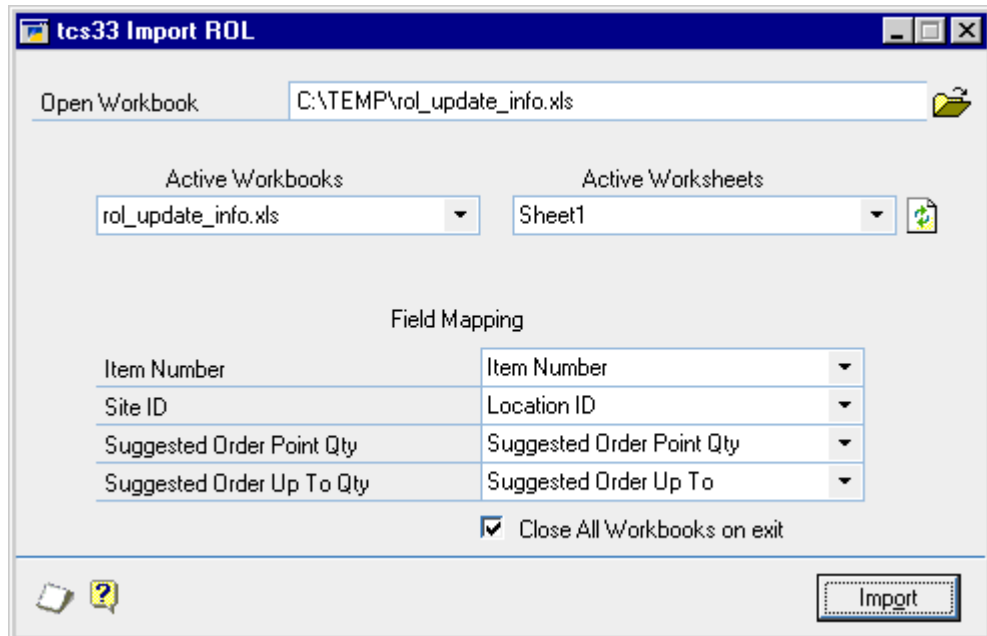 tcs33 Import ROL
Open Workbook C:\TEMP\rol_update_info.xls
Active Workbooks Active Worksheets
rol_update_info.xls Sheet1
Field Mapping
Item Number Item Number
Site ID Location ID
Suggested Order Point Qty Suggested Order Point Qty
Suggested Order Up To Qty Suggested Order Up To
Close All Workbooks on exit
Import